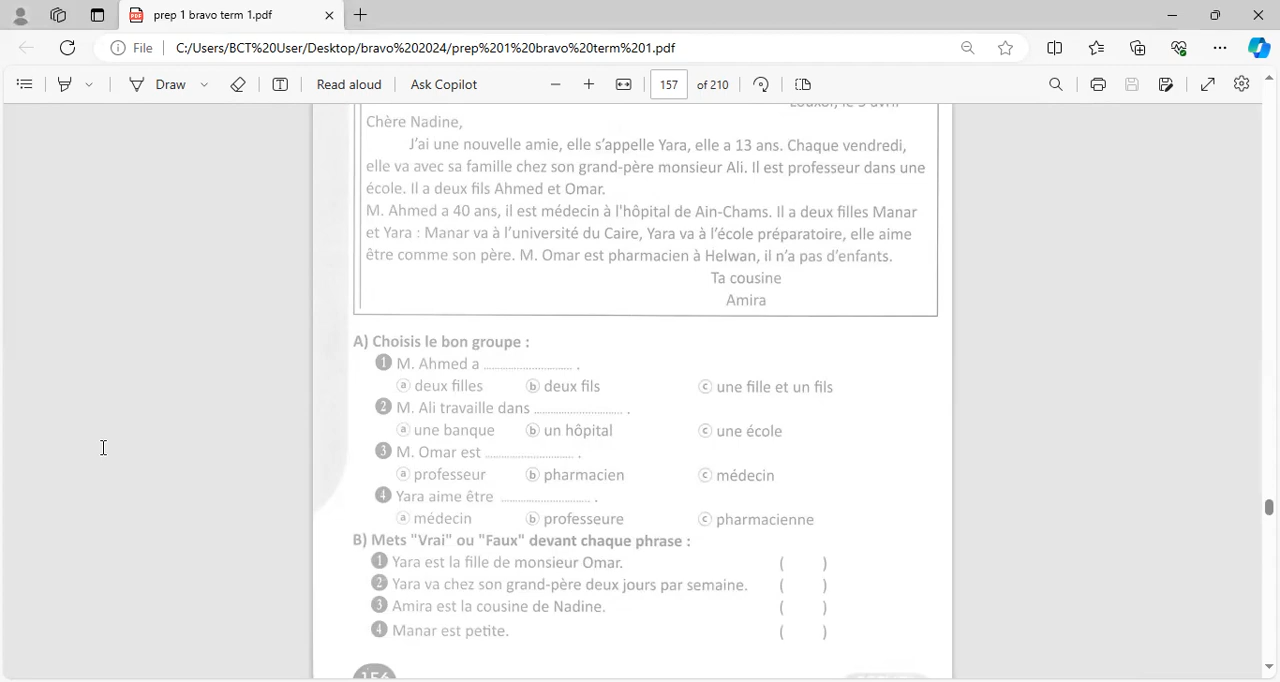 prep 1 bravo term 1.pdf
File
C:/Users/BCT%20User/Desktop/bravo%202024/prep%201%20bravo%20term%201.pdf
Draw
Read aloud
Ask Copilot
157
of 210
Louxor, le 5 avril
Chère Nadine,
J'ai une nouvelle amie, elle s'appelle Yara, elle a 13 ans. Chaque vendredi,
elle va avec sa famille chez son grand-père monsieur Ali. Il est professeur dans une
école. Il a deux fils Ahmed et Omar.
M. Ahmed a 40 ans, il est médecin à l'hôpital de Ain-Chams. Il a deux filles Manar
et Yara : Manar va à l'université du Caire, Yara va à l'école préparatoire, elle aime
être comme son père. M. Omar est pharmacien à Helwan, il n'a pas d'enfants.
Ta cousine
Amira
A) Choisis le bon groupe :
1 M. Ahmed a .............................. .
a deux filles b deux fils c une fille et un fils
2 M. Ali travaille dans .............................. .
a une banque b un hôpital c une école
3 M. Omar est .............................. .
a professeur b pharmacien c médecin
4 Yara aime être .............................. .
a médecin b professeure c pharmacienne
B) Mets "Vrai" ou "Faux" devant chaque phrase :
1 Yara est la fille de monsieur Omar. ( )
2 Yara va chez son grand-père deux jours par semaine. ( )
3 Amira est la cousine de Nadine. ( )
4 Manar est petite. ( )
156